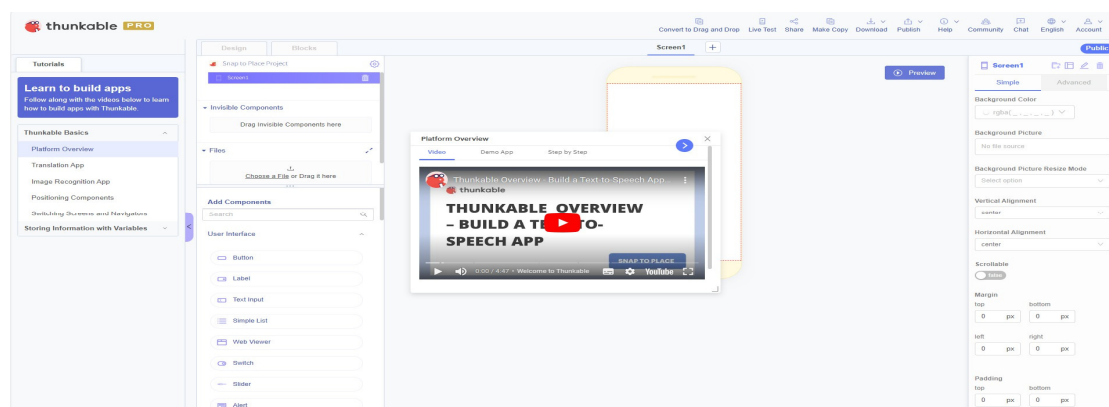 thunkable PRO
Convert to Drag and Drop
Live Test
Share
Make Copy
Download
Publish
Help
Community
Chat
English
Account
Public
Tutorials
Learn to build apps
Follow along with the videos below to learn
how to build apps with Thunkable.
Thunkable Basics
Platform Overview
Translation App
Image Recognition App
Positioning Components
Switching Screens and Navigators
Storing Information with Variables
<
Design
Blocks
Snap to Place Project
Screen1
Invisible Components
Drag Invisible Components here
Files
Choose a File or Drag it here
Add Components
Search
User Interface
Button
Label
Text Input
Simple List
Web Viewer
Switch
Slider
Alert
Screen1
+
Preview
Platform Overview
Video
Demo App
Step by Step
Thunkable Overview - Build a Text-to-Speech App...
thunkable
THUNKABLE OVERVIEW
– BUILD A TEXT-TO-
SPEECH APP
SNAP TO PLACE
0:00 / 4:47 • Welcome to Thunkable
YouTube
Screen1
Simple
Advanced
Background Color
rgba(_,_,_,_)
Background Picture
No file source
Background Picture Resize Mode
Select option
Vertical Alignment
center
Horizontal Alignment
center
Scrollable
false
Margin
top bottom
0 px 0 px
left right
0 px 0 px
Padding
top bottom
0 px 0 px